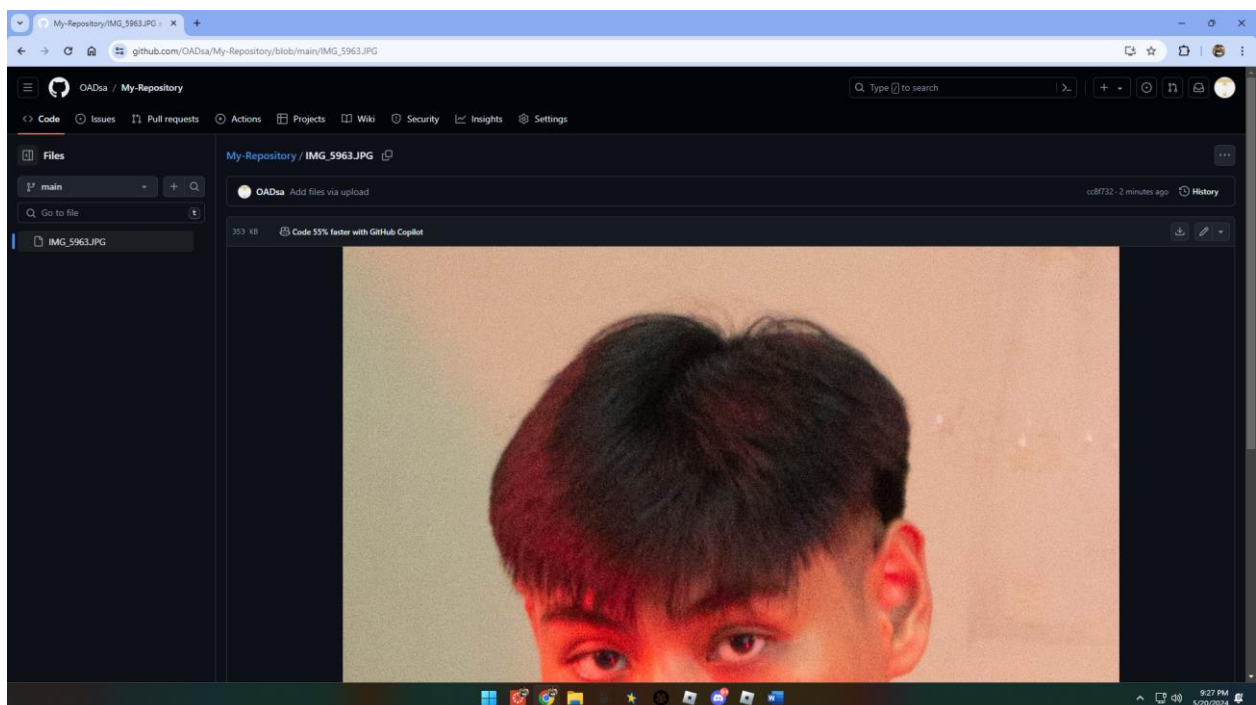 My-Repository/IMG_5963.JPG
github.com/OADsa/My-Repository/blob/main/IMG_5963.JPG
OADsa / My-Repository
Type / to search
Code Issues Pull requests Actions Projects Wiki Security Insights Settings
Files
My-Repository / IMG_5963.JPG
main
OADsa Add files via upload
cc8f732 · 2 minutes ago History
Go to file t
353 KB Code 55% faster with GitHub Copilot
IMG_5963.JPG
9:27 PM
5/20/2024